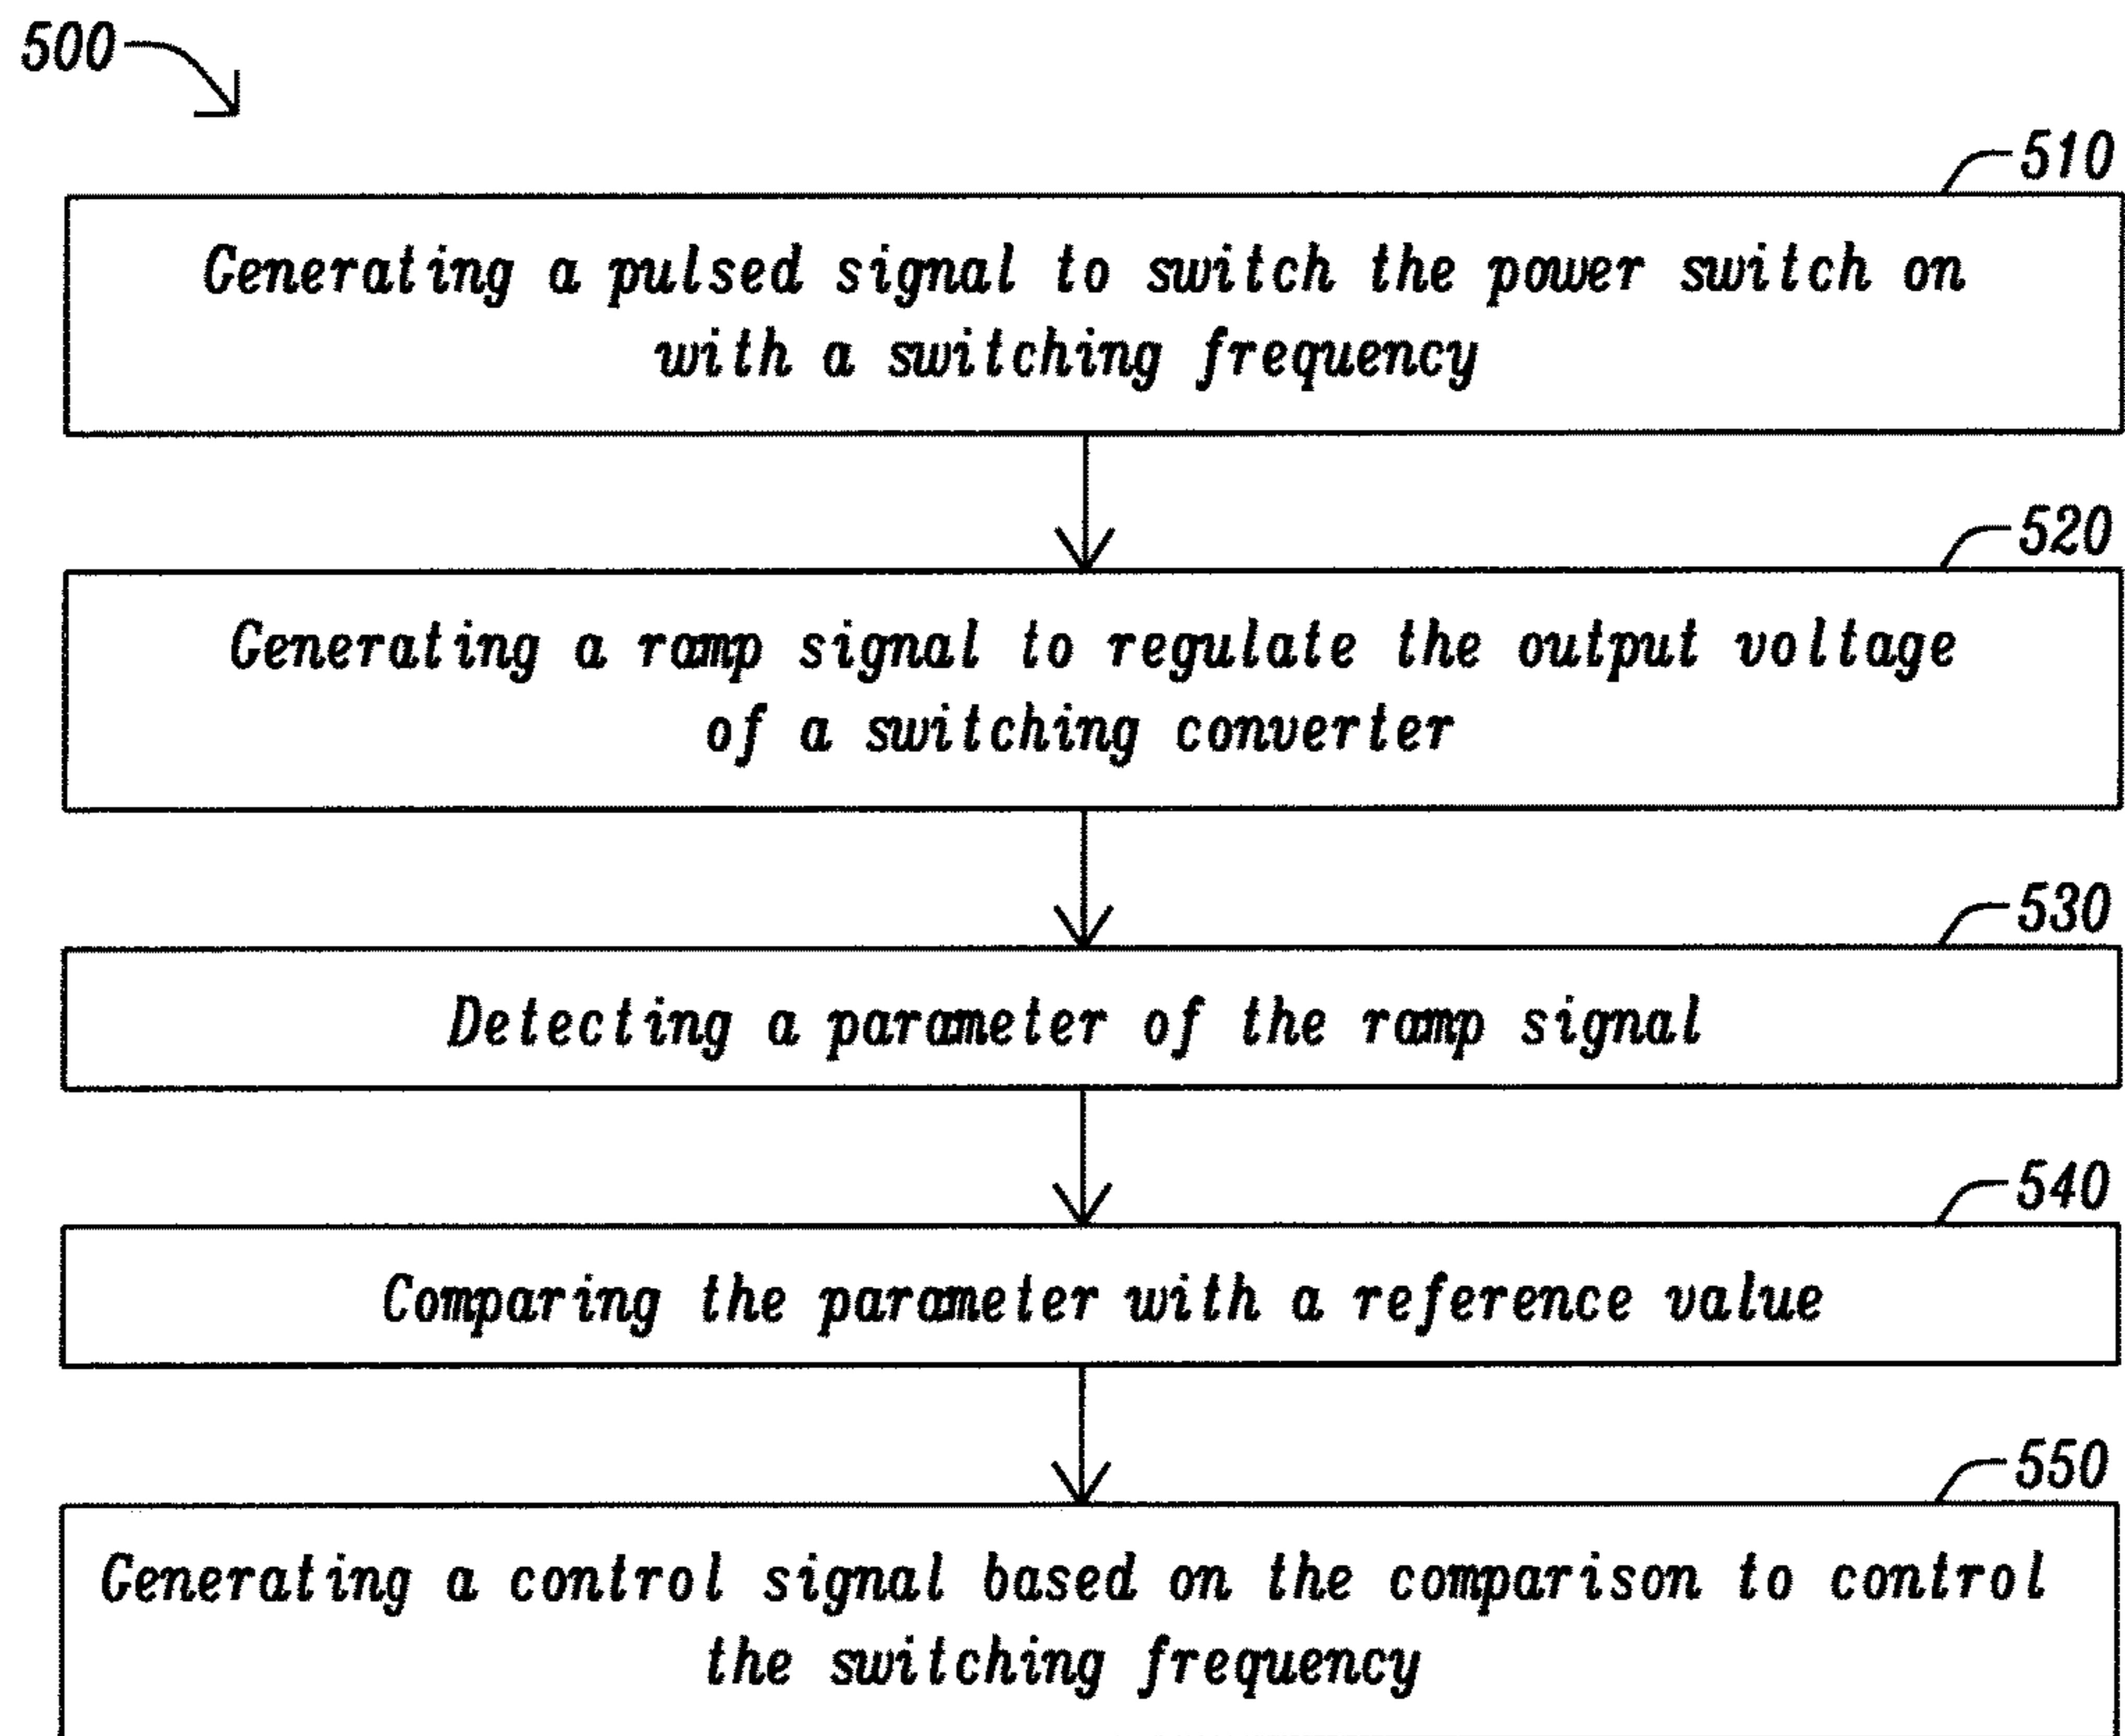 500
510
Generating a pulsed signal to switch the power switch on
with a switching frequency
520
Generating a ramp signal to regulate the output voltage
of a switching converter
530
Detecting a parameter of the ramp signal
540
Comparing the parameter with a reference value
550
Generating a control signal based on the comparison to control
the switching frequency